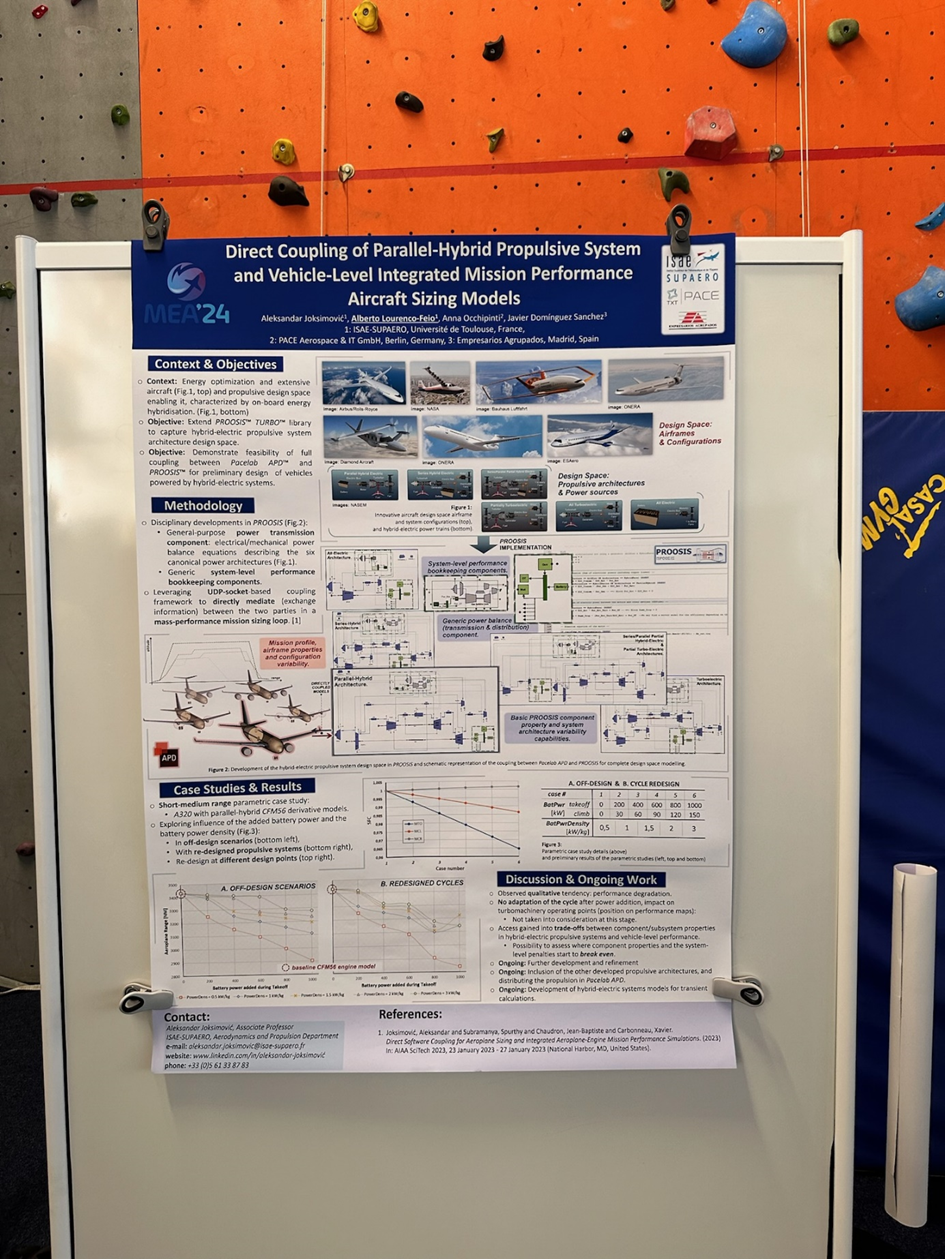 Direct Coupling of Parallel-Hybrid Propulsive System
and Vehicle-Level Integrated Mission Performance
Aircraft Sizing Models
MEA'24
isae
SUPAERO
TXT PACE
EMPRESARIOS AGRUPADOS
Aleksandar Joksimović¹, Alberto Lourenco-Feio¹, Anna Occhipinti², Javier Domínguez Sanchez³
1: ISAE-SUPAERO, Université de Toulouse, France,
2: PACE Aerospace & IT GmbH, Berlin, Germany, 3: Empresarios Agrupados, Madrid, Spain
Context & Objectives
○ Context: Energy optimization and extensive
aircraft (Fig.1, top) and propulsive design space
enabling it, characterized by on-board energy
hybridisation. (Fig.1, bottom)
○ Objective: Extend PROOSIS™ TURBO™ library
to capture hybrid-electric propulsive system
architecture design space.
○ Objective: Demonstrate feasibility of full
coupling between Pacelab APD™ and
PROOSIS™ for preliminary design of vehicles
powered by hybrid-electric systems.
Image: Airbus/Rolls-Royce
Image: NASA
Image: Bauhaus Luftfahrt
Image: ONERA
Image: Diamond Aircraft
Image: ONERA
Image: ESAero
Design Space:
Airframes
& Configurations
Images: NASEM
Design Space:
Propulsive architectures
& Power sources
Figure 1:
Innovative aircraft design space airframe
and system configurations (top),
and hybrid-electric power trains (bottom).
Methodology
○ Disciplinary developments in PROOSIS (Fig.2):
• General-purpose power transmission
component: electrical/mechanical power
balance equations describing the six
canonical power architectures (Fig.1).
• Generic system-level performance
bookkeeping components.
○ Leveraging UDP-socket-based coupling
framework to directly mediate (exchange
information) between the two parties in a
mass-performance mission sizing loop. [1]
PROOSIS
IMPLEMENTATION
All-Electric
Architecture.
System-level performance
bookkeeping components.
PROOSIS
Series Hybrid
Architecture.
Generic power balance
(transmission & distribution)
component.
Series/Parallel Partial
Hybrid-Electric
&
Partial Turbo-Electric
Architectures.
Mission profile,
airframe properties
and configuration
variability.
DIRECTLY
COUPLED
MODELS
Parallel-Hybrid
Architecture.
Turboelectric
Architecture.
Basic PROOSIS component
property and system
architecture variability
capabilities.
APD
Figure 2: Development of the hybrid-electric propulsive system design space in PROOSIS and schematic representation of the coupling between Pacelab APD and PROOSIS for complete design space modelling.
Case Studies & Results
○ Short-medium range parametric case study:
• A320 with parallel-hybrid CFM56 derivative models.
○ Exploring influence of the added battery power and the
battery power density (Fig.3):
• In off-design scenarios (bottom left),
• With re-designed propulsive systems (bottom right),
• Re-design at different design points (top right).
SFC
Case number
A. OFF-DESIGN & B. CYCLE REDESIGN
case # 1 2 3 4 5 6
BatPwr takeoff 0 200 400 600 800 1000
[kW] climb 0 30 60 90 120 150
BatPwrDensity
[kW/kg] 0,5 1 1,5 2 3
Figure 3:
Parametric case study details (above)
and preliminary results of the parametric studies (left, top and bottom)
A. OFF-DESIGN SCENARIOS
B. REDESIGNED CYCLES
Aeroplane Range [NM]
baseline CFM56 engine model
Battery power added during Takeoff
Battery power added during Takeoff
Discussion & Ongoing Work
○ Observed qualitative tendency: performance degradation.
○ No adaptation of the cycle after power addition, impact on
turbomachinery operating points (position on performance maps):
• Not taken into consideration at this stage.
○ Access gained into trade-offs between component/subsystem properties
in hybrid-electric propulsive systems and vehicle-level performance.
• Possibility to assess where component properties and the system-
level penalties start to break even.
○ Ongoing: Further development and refinement
○ Ongoing: Inclusion of the other developed propulsive architectures, and
distributing the propulsion in Pacelab APD.
○ Ongoing: Development of hybrid-electric systems models for transient
calculations.
Contact:
Aleksandar Joksimović, Associate Professor
ISAE-SUPAERO, Aerodynamics and Propulsion Department
e-mail: aleksandar.joksimovic@isae-supaero.fr
website: www.linkedin.com/in/aleksandar-joksimović
phone: +33 (0)5 61 33 87 83
References:
1. Joksimović, Aleksandar and Subramanya, Spurthy and Chaudron, Jean-Baptiste and Carbonneau, Xavier.
Direct Software Coupling for Aeroplane Sizing and Integrated Aeroplane-Engine Mission Performance Simulations. (2023)
In: AIAA SciTech 2023, 23 January 2023 - 27 January 2023 (National Harbor, MD, United States).
CASAL
GYM